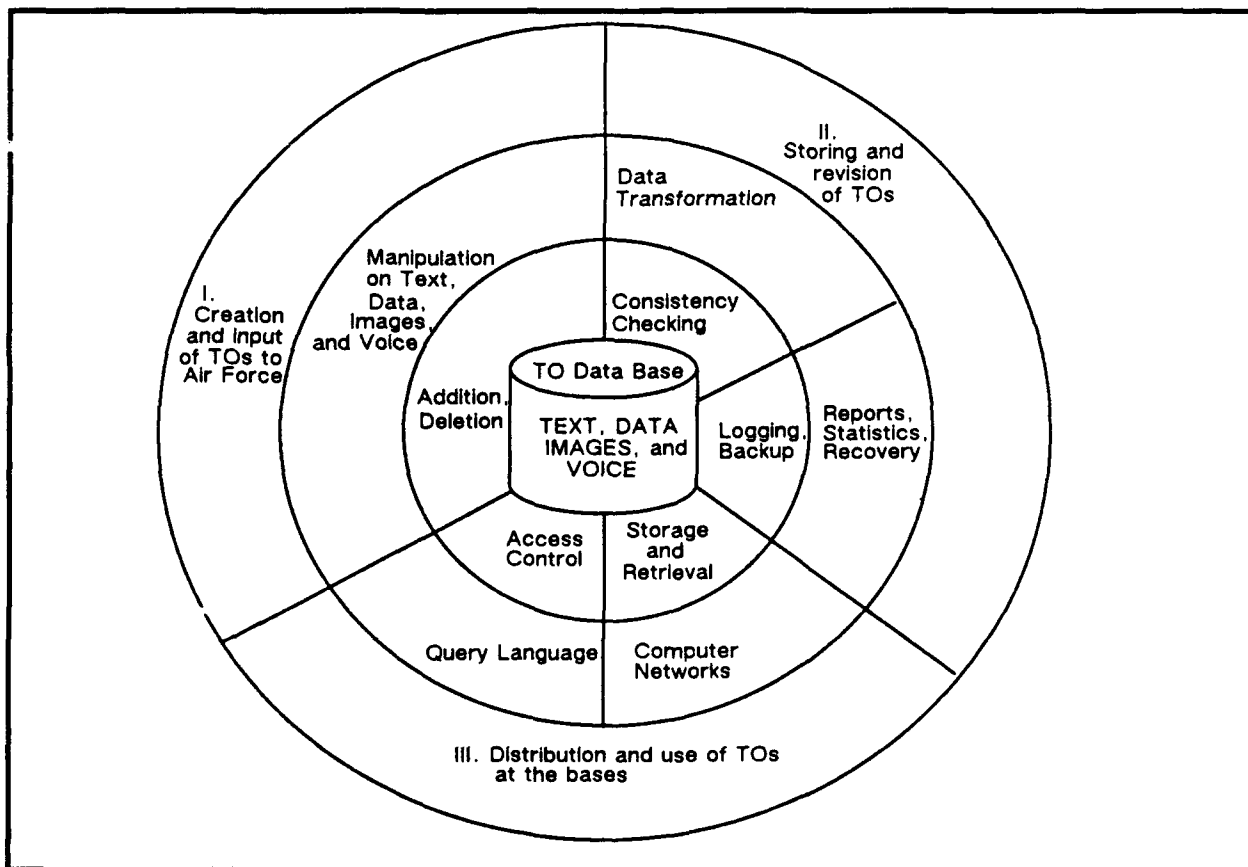 II.
Storing and
revision
of TOs
Data
Transformation
Manipulation
on Text,
Data,
Images,
and Voice
I.
Creation
and input
of TOs to
Air Force
Consistency
Checking
TO Data Base
TEXT, DATA
IMAGES, and
VOICE
Addition,
Deletion
Logging,
Backup
Reports,
Statistics,
Recovery
Access
Control
Storage
and
Retrieval
Query Language
Computer
Networks
III. Distribution and use of TOs
at the bases